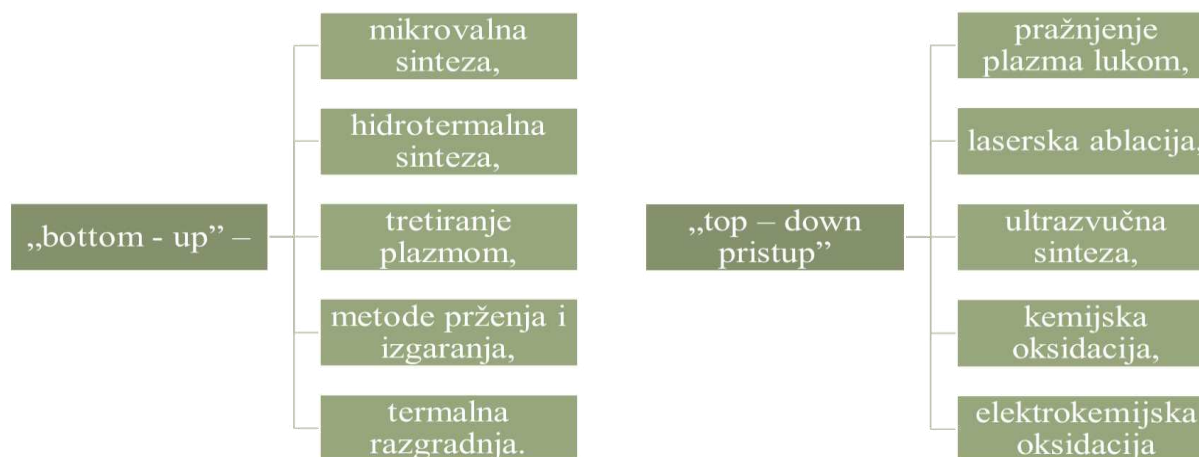 „bottom - up” –
mikrovalna
sinteza,
hidrotermalna
sinteza,
tretiranje
plazmom,
metode prženja i
izgaranja,
termalna
razgradnja.
„top – down
pristup”
pražnjenje
plazma lukom,
laserska ablacija,
ultrazvučna
sinteza,
kemijska
oksidacija,
elektrokemijska
oksidacija